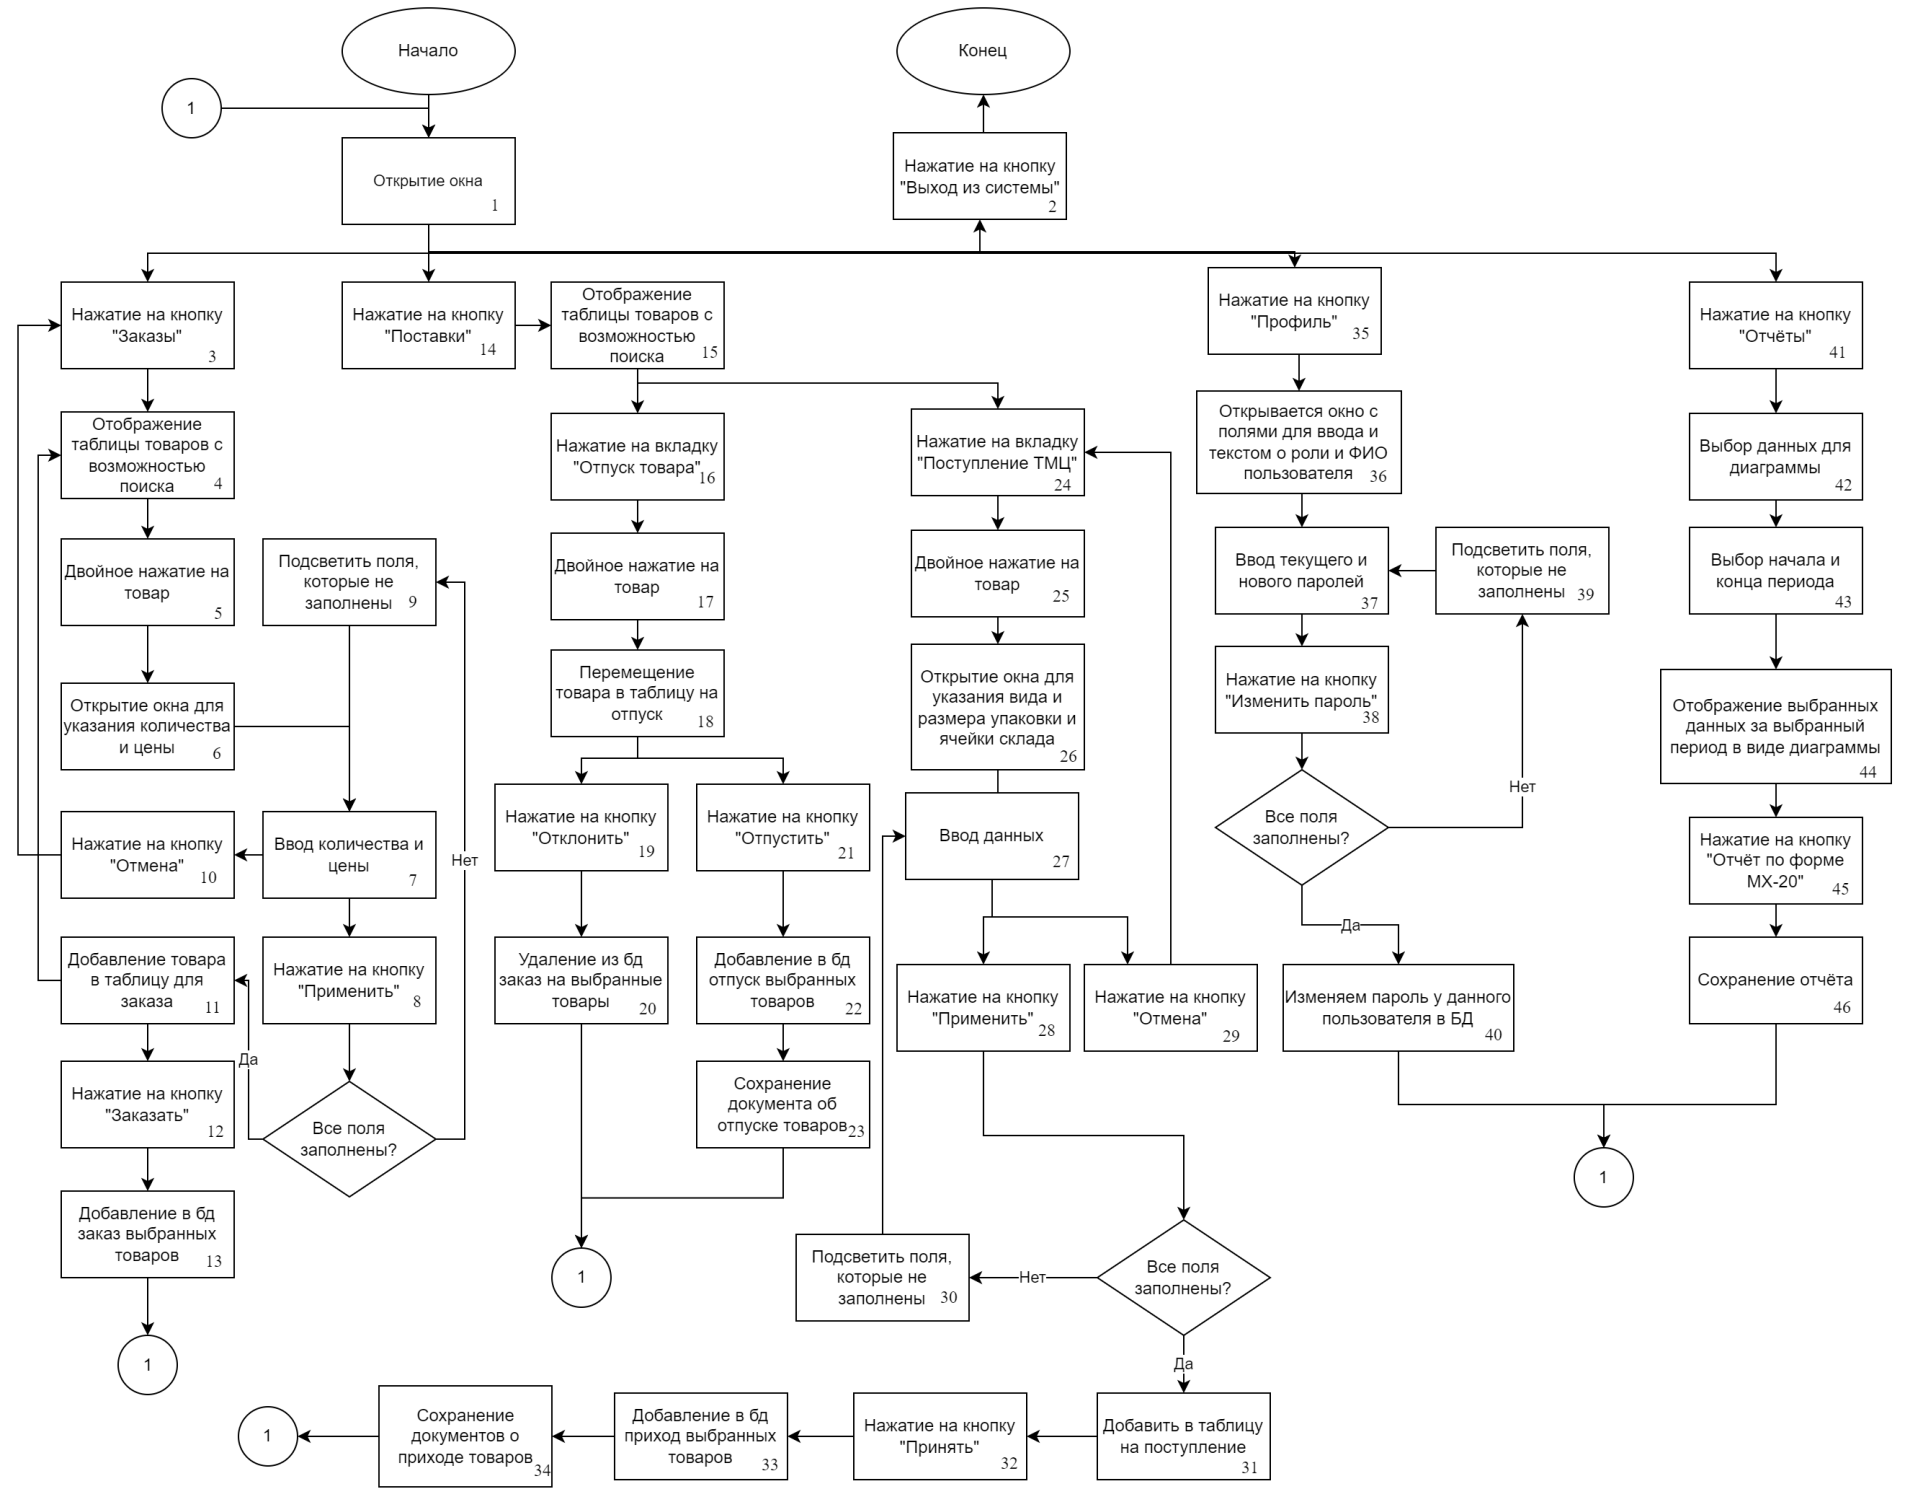 Начало
Конец
1
Открытие окна
1
Нажатие на кнопку
"Выход из системы"
2
Нажатие на кнопку
"Заказы"
3
Отображение
таблицы товаров с
возможностью
поиска
4
Двойное нажатие на
товар
5
Открытие окна для
указания количества
и цены
6
Подсветить поля,
которые не
заполнены
9
Ввод количества и
цены
7
Нажатие на кнопку
"Отмена"
10
Нет
Нажатие на кнопку
"Применить"
8
Добавление товара
в таблицу для
заказа
11
Да
Все поля
заполнены?
Нажатие на кнопку
"Заказать"
12
Добавление в бд
заказ выбранных
товаров
13
1
Нажатие на кнопку
"Поставки"
14
Отображение
таблицы товаров с
возможностью
поиска
15
Нажатие на вкладку
"Отпуск товара"
16
Двойное нажатие на
товар
17
Перемещение
товара в таблицу на
отпуск
18
Нажатие на кнопку
"Отклонить"
19
Удаление из бд
заказ на выбранные
товары
20
Нажатие на кнопку
"Отпустить"
21
Добавление в бд
отпуск выбранных
товаров
22
Сохранение
документа об
отпуске товаров
23
1
Нажатие на вкладку
"Поступление ТМЦ"
24
Двойное нажатие на
товар
25
Открытие окна для
указания вида и
размера упаковки и
ячейки склада
26
Ввод данных
27
Нажатие на кнопку
"Применить"
28
Нажатие на кнопку
"Отмена"
29
Все поля
заполнены?
Нет
Подсветить поля,
которые не
заполнены
30
Да
Добавить в таблицу
на поступление
31
Нажатие на кнопку
"Принять"
32
Добавление в бд
приход выбранных
товаров
33
Сохранение
документов о
приходе товаров
34
1
Нажатие на кнопку
"Профиль"
35
Открывается окно с
полями для ввода и
текстом о роли и ФИО
пользователя
36
Ввод текущего и
нового паролей
37
Подсветить поля,
которые не
заполнены
39
Нажатие на кнопку
"Изменить пароль"
38
Все поля
заполнены?
Нет
Да
Изменяем пароль у данного
пользователя в БД
40
Нажатие на кнопку
"Отчёты"
41
Выбор данных для
диаграммы
42
Выбор начала и
конца периода
43
Отображение выбранных
данных за выбранный
период в виде диаграммы
44
Нажатие на кнопку
"Отчёт по форме
МХ-20"
45
Сохранение отчёта
46
1